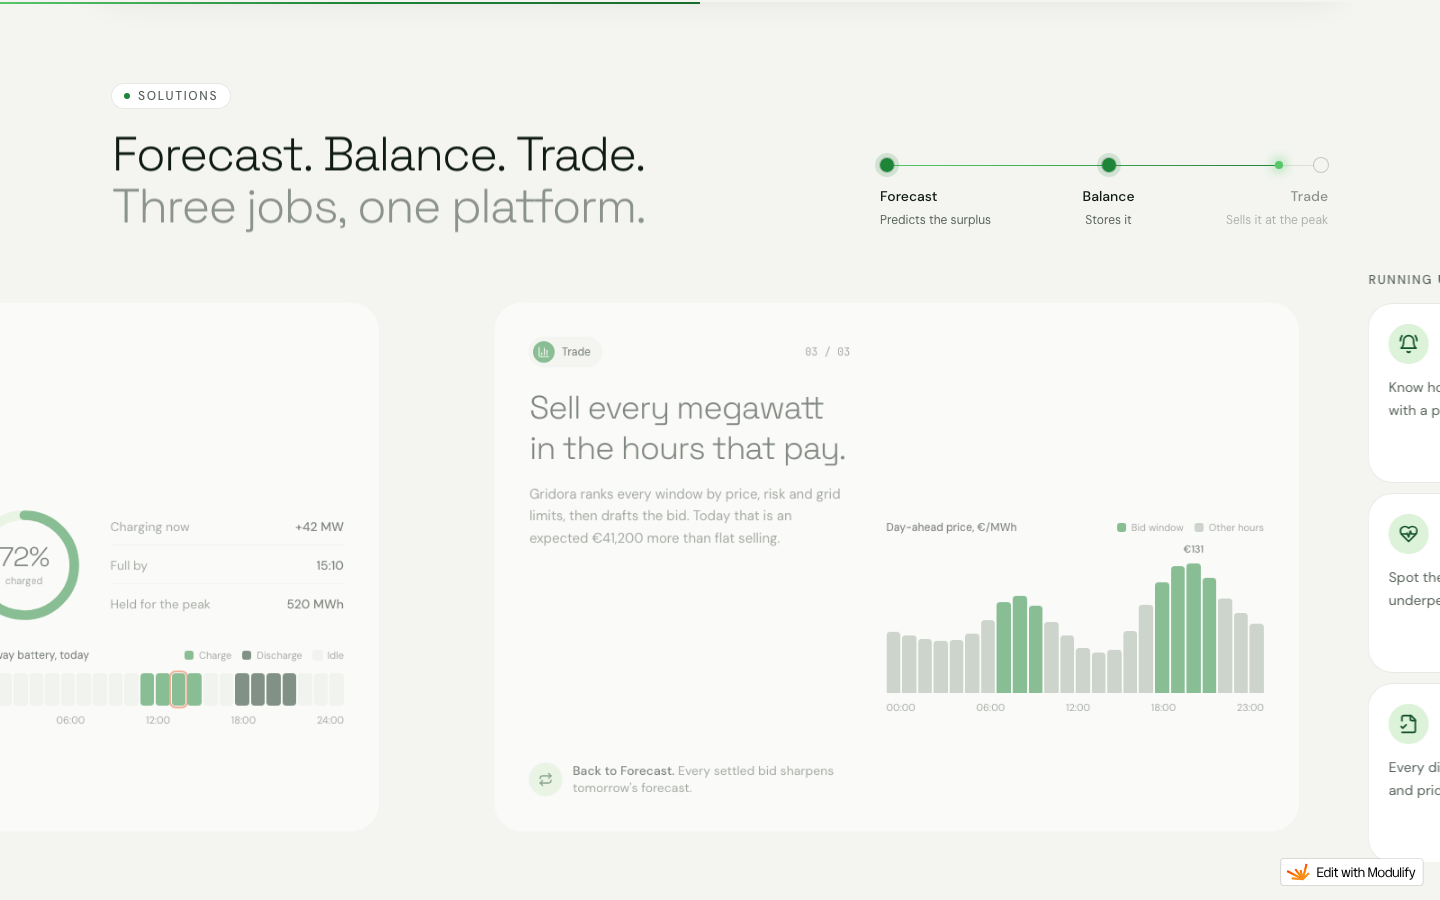 SOLUTIONS
Forecast. Balance. Trade.
Three jobs, one platform.
Forecast
Predicts the surplus
Balance
Stores it
Trade
Sells it at the peak
72%
charged
Charging now +42 MW
Full by 15:10
Held for the peak 520 MWh
battery, today
Charge Discharge Idle
06:00 12:00 18:00 24:00
Trade
03 / 03
Sell every megawatt
in the hours that pay.
Gridora ranks every window by price, risk and grid
limits, then drafts the bid. Today that is an
expected €41,200 more than flat selling.
Back to Forecast. Every settled bid sharpens
tomorrow's forecast.
Day-ahead price, €/MWh
Bid window Other hours
€131
00:00 06:00 12:00 18:00 23:00
RUNNING
Know
with a
Spot the
Every
and
Edit with Modulify